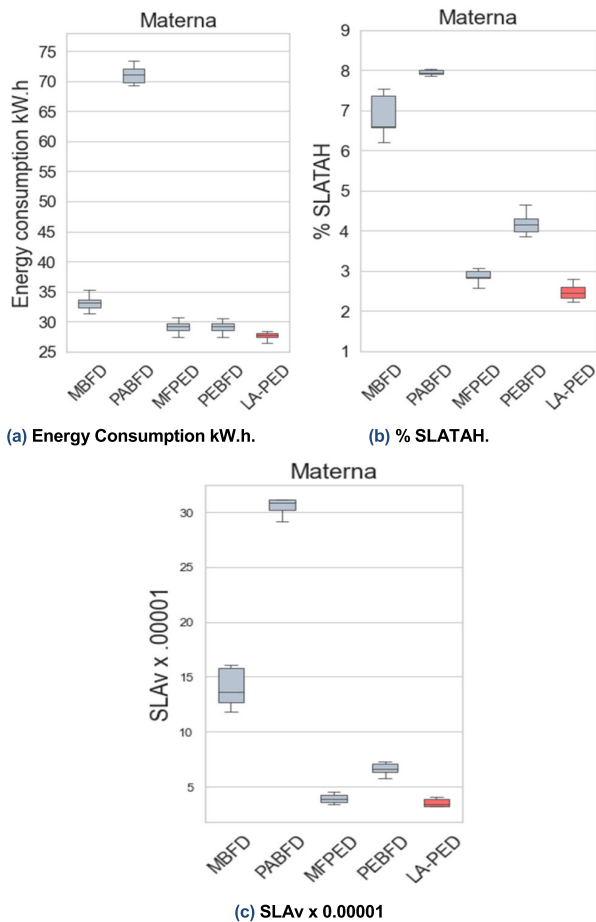 Materna
Energy consumption kW.h
75
70
65
60
55
50
45
40
35
30
25
MBFD
PABFD
MFPED
PEBFD
LA-PED
(a) Energy Consumption kW.h.
Materna
% SLATAH
9
8
7
6
5
4
3
2
1
MBFD
PABFD
MFPED
PEBFD
LA-PED
(b) % SLATAH.
Materna
SLAv x .00001
30
25
20
15
10
5
MBFD
PABFD
MFPED
PEBFD
LA-PED
(c) SLAv x 0.00001